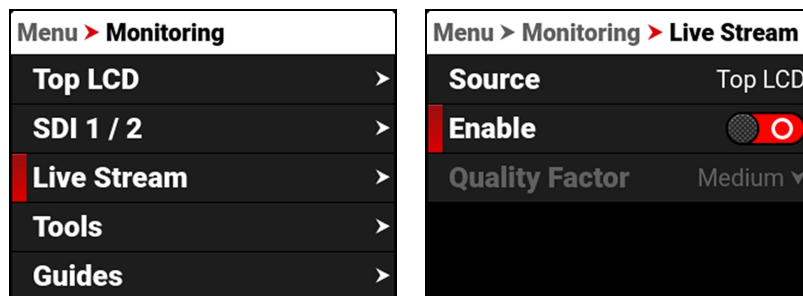 Menu > Monitoring
Top LCD >
SDI 1 / 2 >
Live Stream >
Tools >
Guides >
Menu > Monitoring > Live Stream
Source Top LCD
Enable
Quality Factor Medium